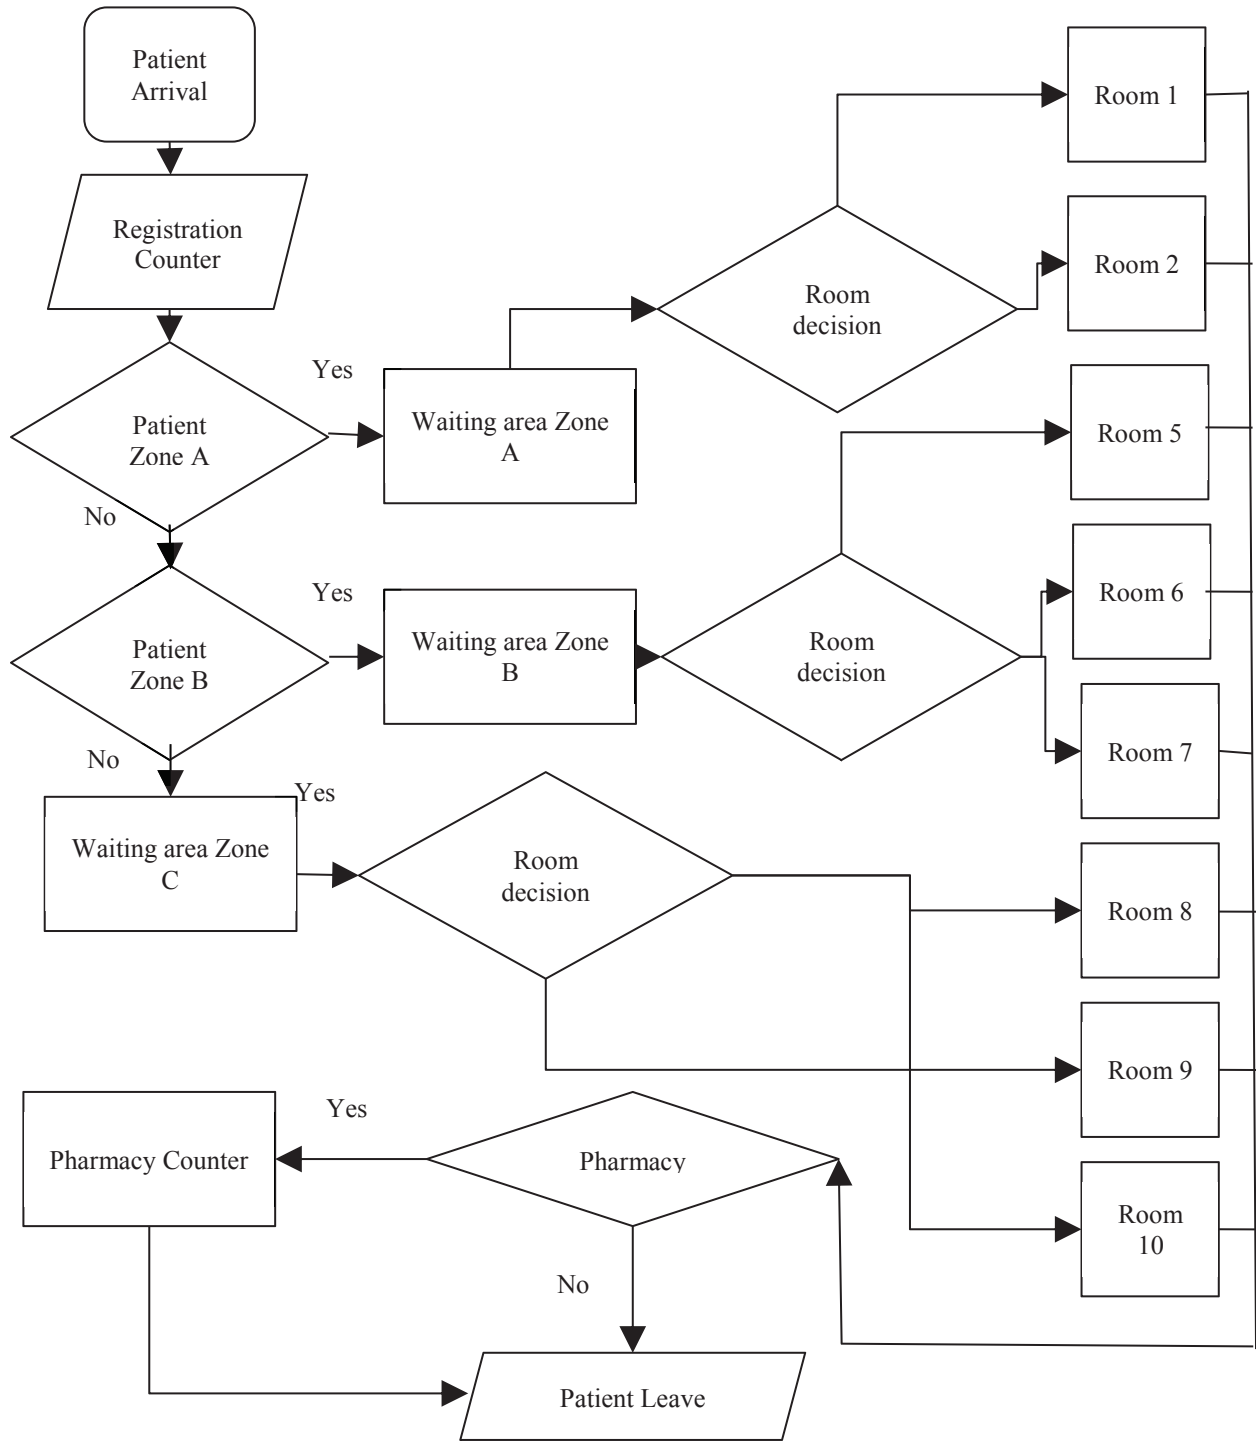 Patient
Arrival
Registration
Counter
Patient
Zone A
Yes
No
Waiting area Zone
A
Room
decision
Room 1
Room 2
Patient
Zone B
Yes
No
Waiting area Zone
B
Room
decision
Room 5
Room 6
Room 7
Waiting area Zone
C
Yes
Room
decision
Room 8
Room 9
Room
10
Pharmacy
Yes
Pharmacy Counter
No
Patient Leave